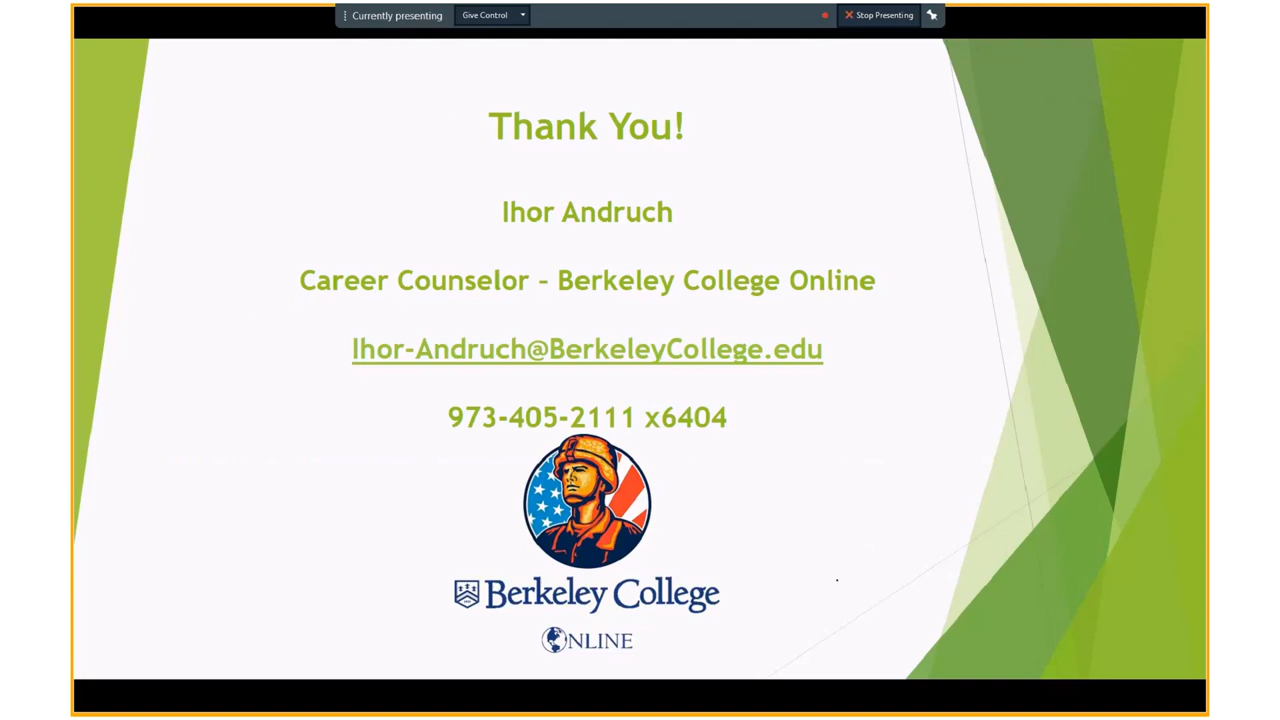 Currently presenting
Give Control
Stop Presenting
Thank You!
Ihor Andruch
Career Counselor – Berkeley College Online
Ihor-Andruch@BerkeleyCollege.edu
973-405-2111 x6404
Berkeley College
ONLINE